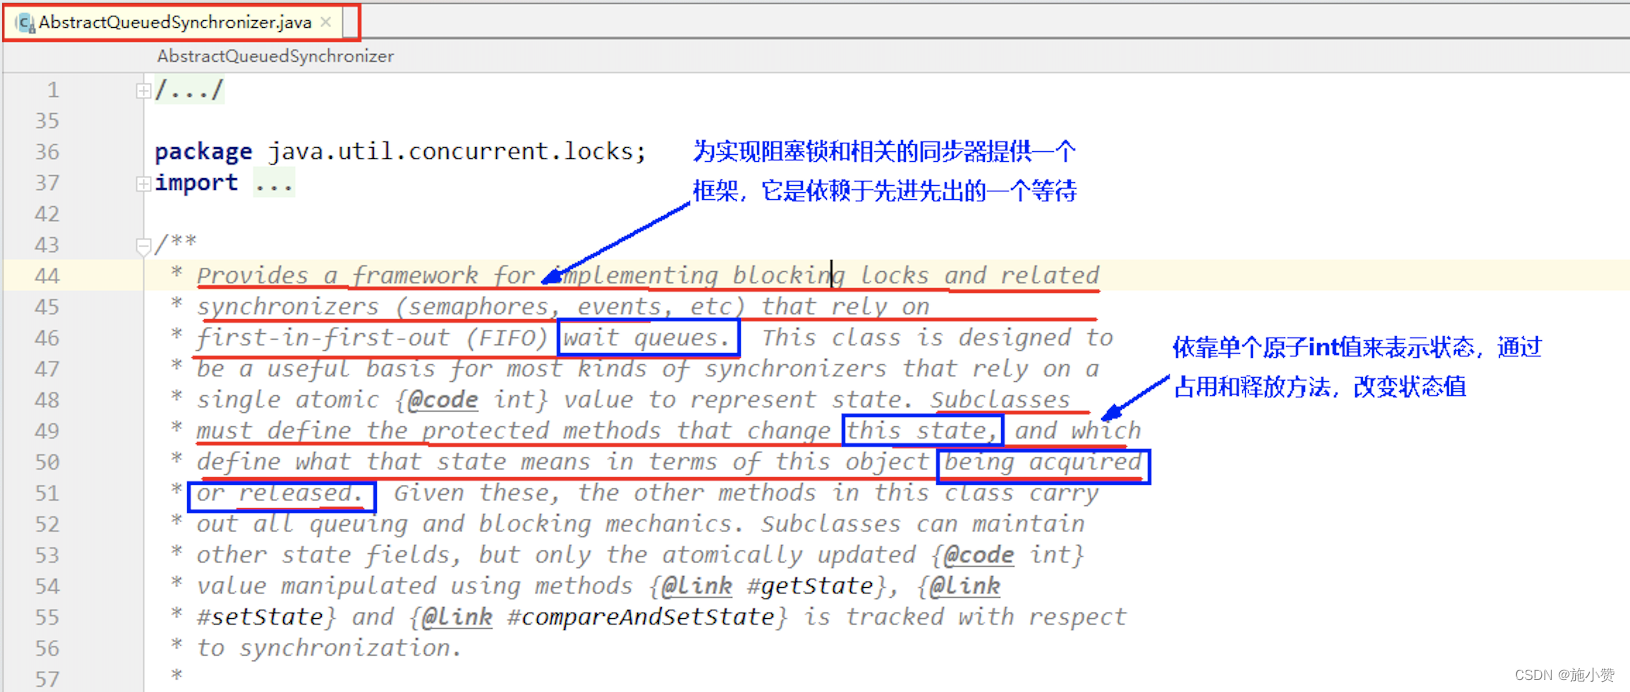 AbstractQueuedSynchronizer.java ×
AbstractQueuedSynchronizer
1 /.../
35
36 package java.util.concurrent.locks;
37 import ...
42
43 /**
44 * Provides a framework for implementing blocking locks and related
45 * synchronizers (semaphores, events, etc) that rely on
46 * first-in-first-out (FIFO) wait queues.  This class is designed to
47 * be a useful basis for most kinds of synchronizers that rely on a
48 * single atomic {@code int} value to represent state. Subclasses
49 * must define the protected methods that change this state, and which
50 * define what that state means in terms of this object being acquired
51 * or released.  Given these, the other methods in this class carry
52 * out all queuing and blocking mechanics. Subclasses can maintain
53 * other state fields, but only the atomically updated {@code int}
54 * value manipulated using methods {@link #getState}, {@link
55 * #setState} and {@link #compareAndSetState} is tracked with respect
56 * to synchronization.
57 *
为实现阻塞锁和相关的同步器提供一个
框架，它是依赖于先进先出的一个等待
依靠单个原子int值来表示状态，通过
占用和释放方法，改变状态值
CSDN @施小赞